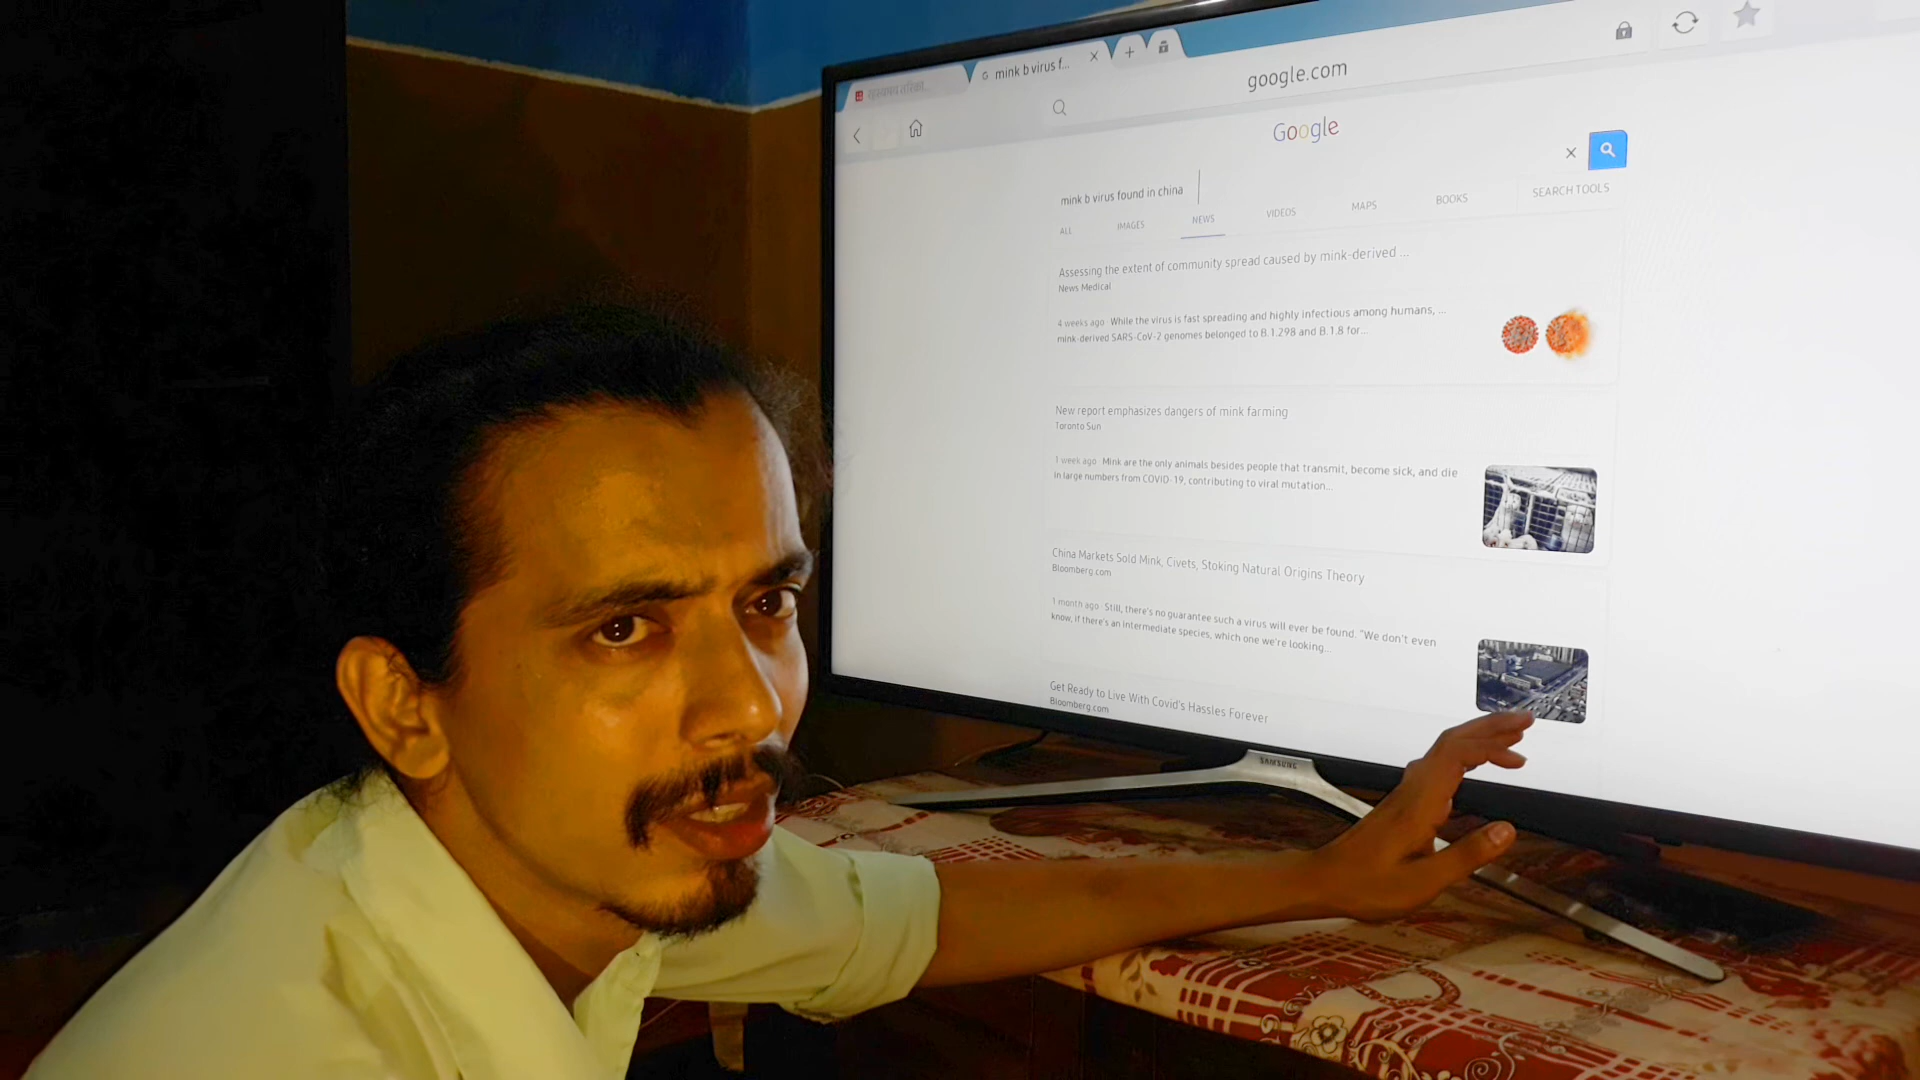 mink b virus f...
google.com
Google
mink b virus found in china
ALL IMAGES NEWS VIDEOS MAPS BOOKS SEARCH TOOLS
Assessing the extent of community spread caused by mink-derived ...
News Medical
4 weeks ago · While the virus is fast spreading and highly infectious among humans, ...
mink-derived SARS-CoV-2 genomes belonged to B.1.298 and B.1.8 for...
New report emphasizes dangers of mink farming
Toronto Sun
1 week ago · Mink are the only animals besides people that transmit, become sick, and die
in large numbers from COVID-19, contributing to viral mutation...
China Markets Sold Mink, Civets, Stoking Natural Origins Theory
Bloomberg.com
1 month ago · Still, there's no guarantee such a virus will ever be found. "We don't even
know, if there's an intermediate species, which one we're looking...
Get Ready to Live With Covid's Hassles Forever
Bloomberg.com
SAMSUNG